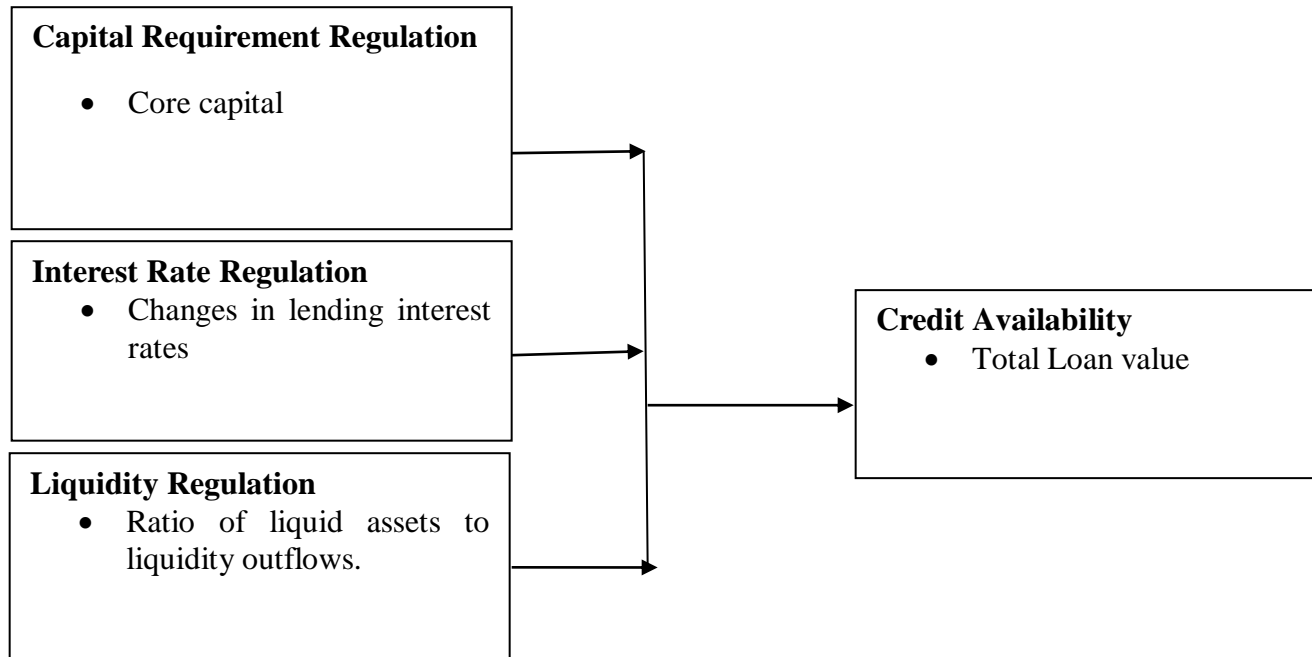 Capital Requirement Regulation
• Core capital
Interest Rate Regulation
• Changes in lending interest
rates
Liquidity Regulation
• Ratio of liquid assets to
liquidity outflows.
Credit Availability
• Total Loan value